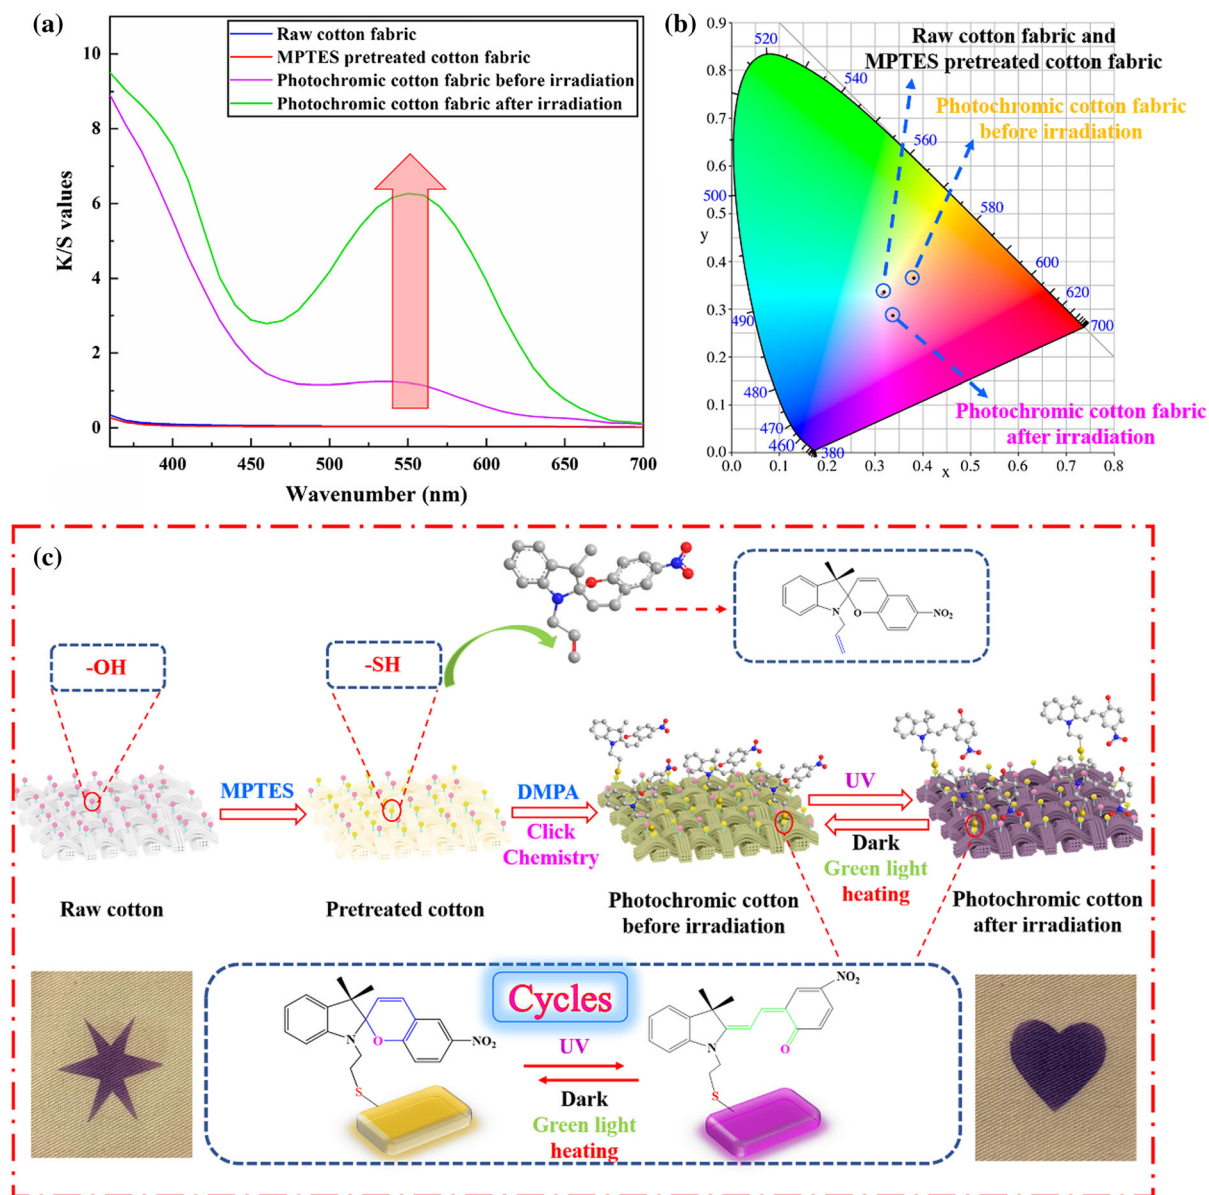 (a)
Raw cotton fabric
MPTES pretreated cotton fabric
Photochromic cotton fabric before irradiation
Photochromic cotton fabric after irradiation
K/S values
10
8
6
4
2
0
400 450 500 550 600 650 700
Wavenumber (nm)
(b)
Raw cotton fabric and
MPTES pretreated cotton fabric
Photochromic cotton fabric
before irradiation
Photochromic cotton fabric
after irradiation
0.9
0.8
0.7
0.6
0.5
y
0.4
0.3
0.2
0.1
0.0
520
540
560
580
600
620
700
500
490
480
470
460
380
0.0 0.1 0.2 0.3 0.4 0.5 0.6 0.7 0.8
x
(c)
-OH
-SH
N
O
NO2
MPTES
DMPA
Click
Chemistry
UV
Dark
Green light
heating
Raw cotton
Pretreated cotton
Photochromic cotton
before irradiation
Photochromic cotton
after irradiation
Cycles
N
O
NO2
S
UV
Dark
Green light
heating
NO2
N
O
S